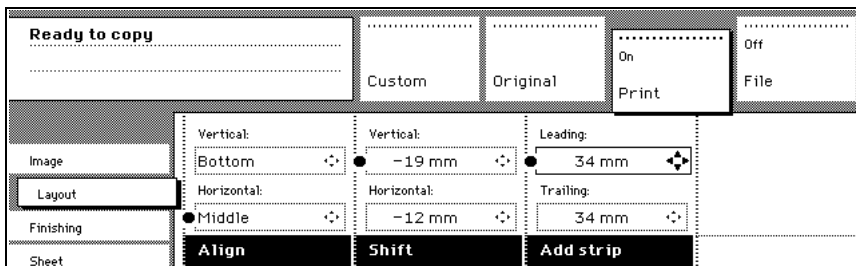 Ready to copy
Custom
Original
On
Print
Off
File
Image
Layout
Finishing
Sheet
Vertical:
Bottom
Horizontal:
Middle
Align
Vertical:
-19 mm
Horizontal:
-12 mm
Shift
Leading:
34 mm
Trailing:
34 mm
Add strip